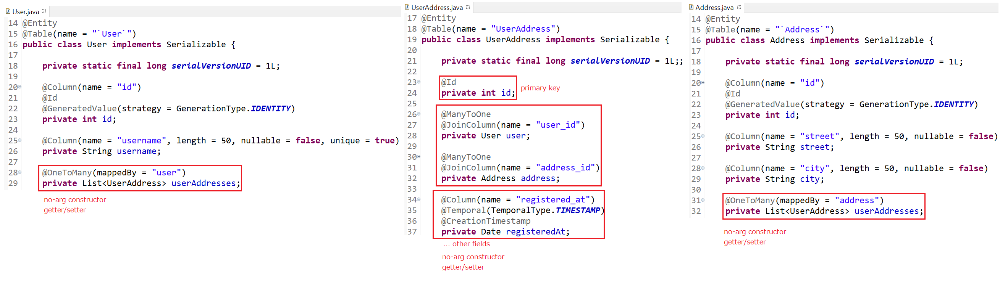 User.java
14 @Entity
15 @Table(name = "`User`")
16 public class User implements Serializable {
17
18 private static final long serialVersionUID = 1L;
19
20 @Column(name = "id")
21 @Id
22 @GeneratedValue(strategy = GenerationType.IDENTITY)
23 private int id;
24
25 @Column(name = "username", length = 50, nullable = false, unique = true)
26 private String username;
27
28 @OneToMany(mappedBy = "user")
29 private List<UserAddress> userAddresses;
no-arg constructor
getter/setter
UserAddress.java
17 @Entity
18 @Table(name = "UserAddress")
19 public class UserAddress implements Serializable {
20
21 private static final long serialVersionUID = 1L;;
22
23 @Id
24 private int id; primary key
25
26 @ManyToOne
27 @JoinColumn(name = "user_id")
28 private User user;
29
30 @ManyToOne
31 @JoinColumn(name = "address_id")
32 private Address address;
33
34 @Column(name = "registered_at")
35 @Temporal(TemporalType.TIMESTAMP)
36 @CreationTimestamp
37 private Date registeredAt;
... other fields
no-arg constructor
getter/setter
Address.java
14 @Entity
15 @Table(name = "`Address`")
16 public class Address implements Serializable {
17
18 private static final long serialVersionUID = 1L;
19
20 @Column(name = "id")
21 @Id
22 @GeneratedValue(strategy = GenerationType.IDENTITY)
23 private int id;
24
25 @Column(name = "street", length = 50, nullable = false)
26 private String street;
27
28 @Column(name = "city", length = 50, nullable = false)
29 private String city;
30
31 @OneToMany(mappedBy = "address")
32 private List<UserAddress> userAddresses;
no-arg constructor
getter/setter